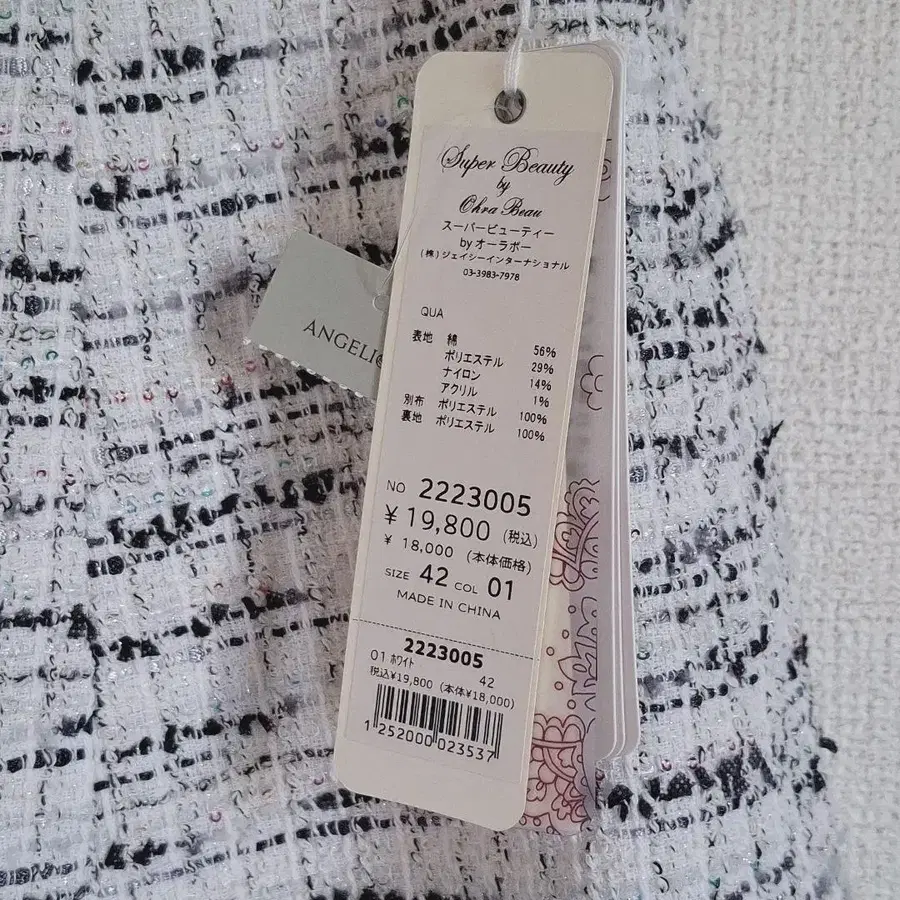 Super Beauty
by
Ohra Beau
スーパービューティー
by オーラボー
(株)ジェイシーインターナショナル
03-3983-7978
QUA
表地 綿 56%
ポリエステル 29%
ナイロン 14%
アクリル 1%
別布 ポリエステル 100%
裏地 ポリエステル 100%
NO 2223005
¥19,800 (税込)
¥ 18,000 (本体価格)
SIZE 42 COL 01
MADE IN CHINA
2223005
01 ホワイト 42
税込¥19,800 (本体¥18,000)
1 252000 023537